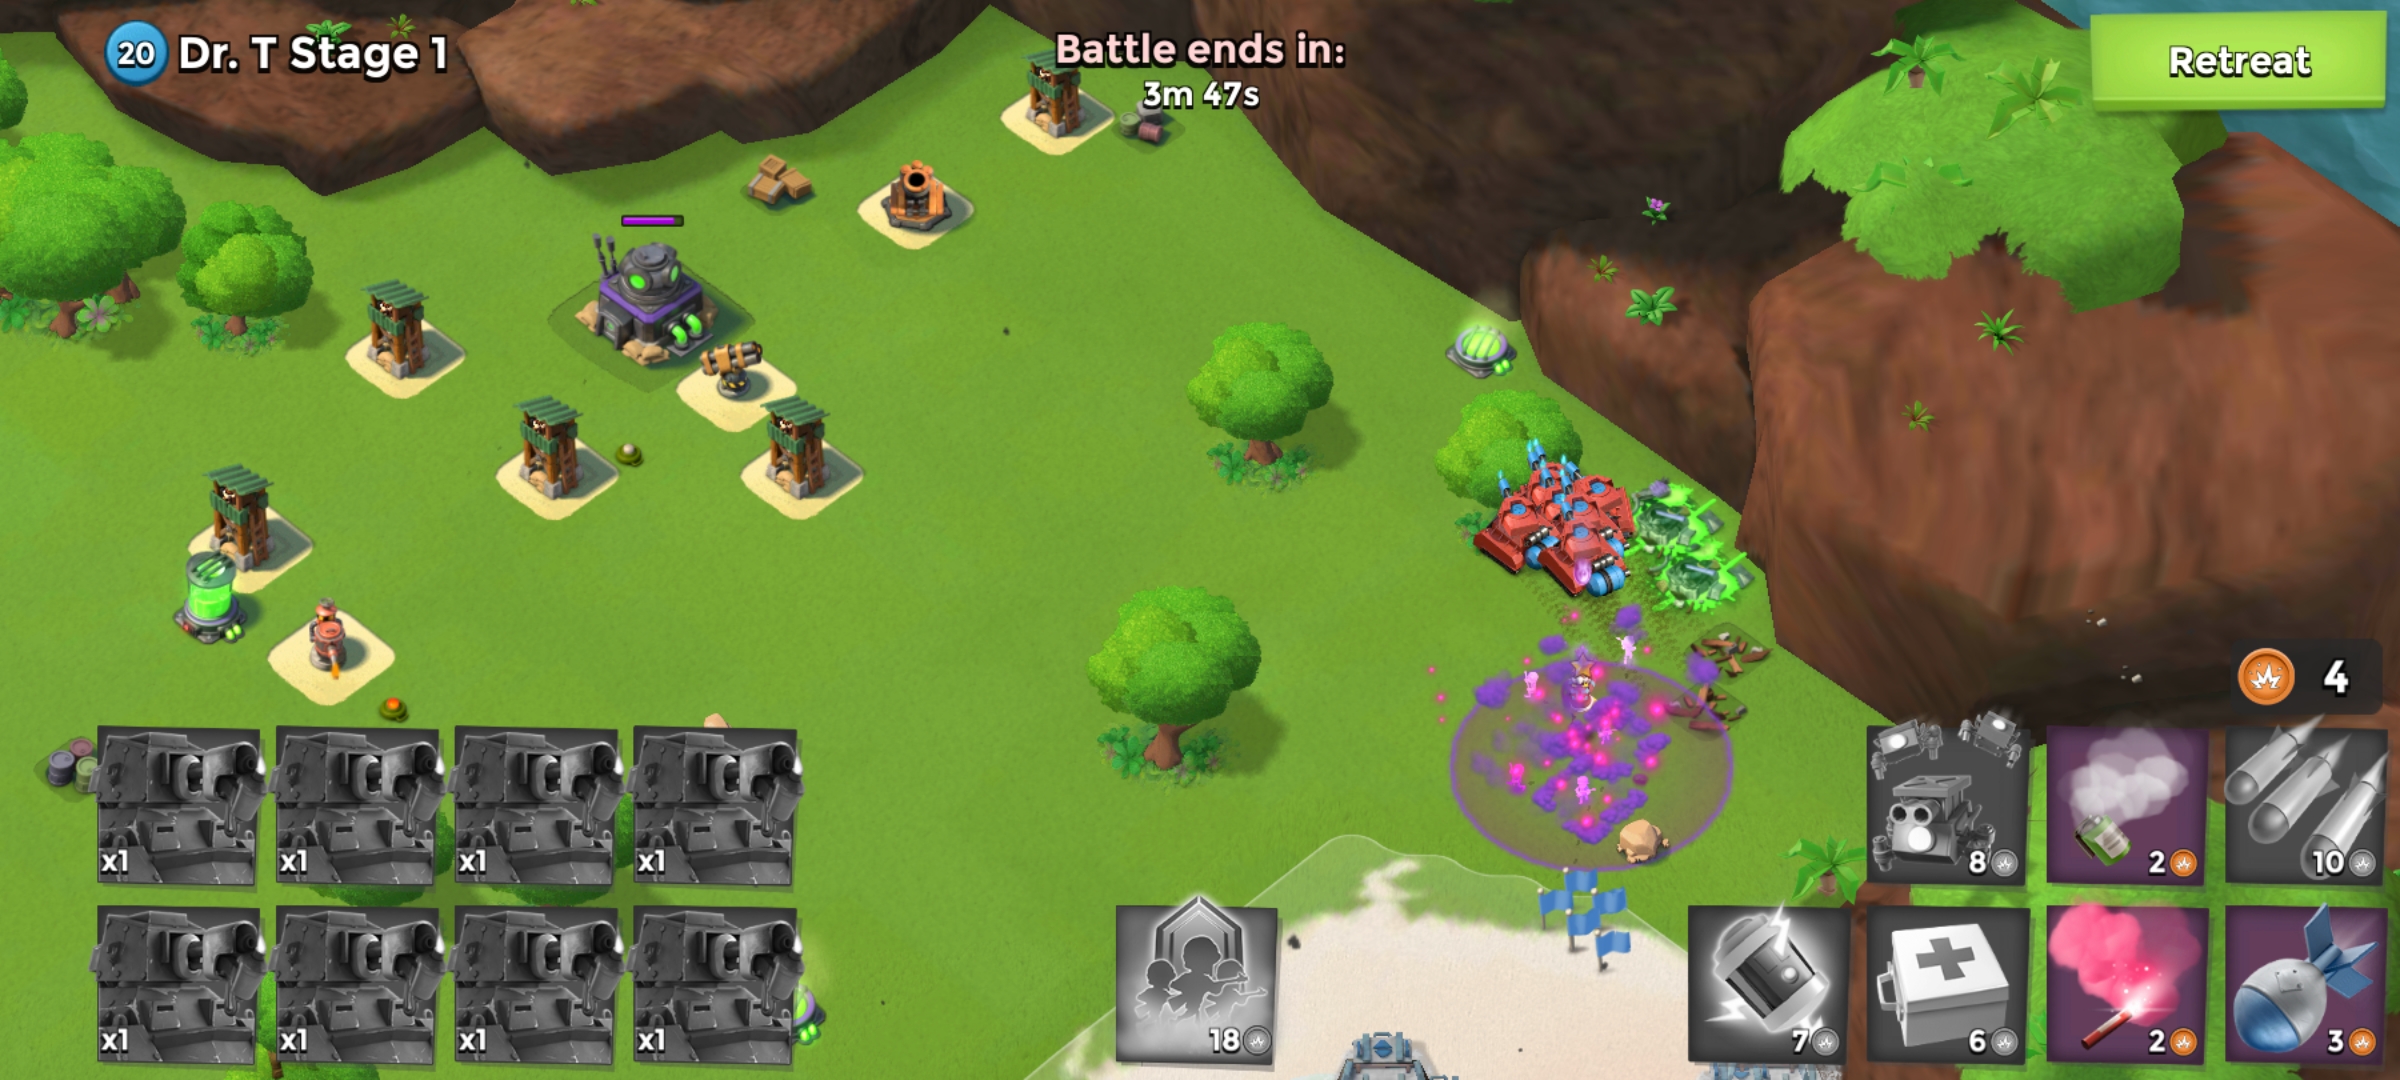 20 Dr. T Stage 1
Battle ends in:
3m 47s
Retreat
4
x1 x1 x1 x1
8 2 10
x1 x1 x1 x1
18 7 6 2 3